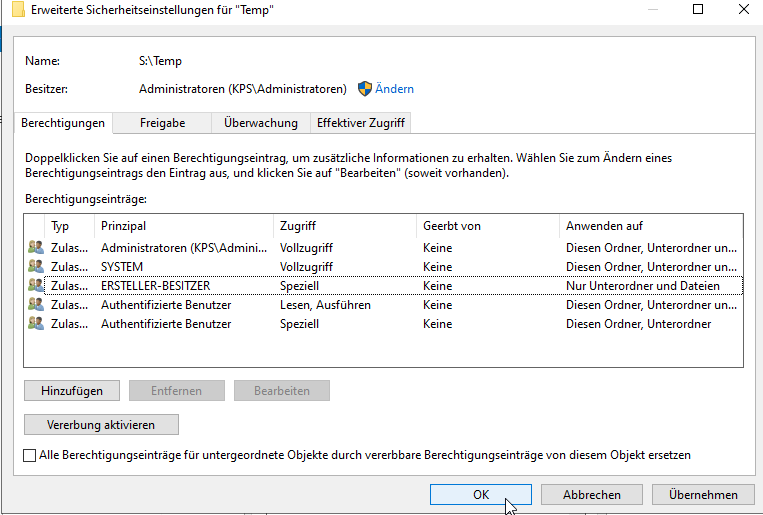 Erweiterte Sicherheitseinstellungen für "Temp"
Name: S:\Temp
Besitzer: Administratoren (KPS\Administratoren) Ändern
Berechtigungen Freigabe Überwachung Effektiver Zugriff
Doppelklicken Sie auf einen Berechtigungseintrag, um zusätzliche Informationen zu erhalten. Wählen Sie zum Ändern eines
Berechtigungseintrags den Eintrag aus, und klicken Sie auf "Bearbeiten" (soweit vorhanden).
Berechtigungseinträge:
Typ Prinzipal Zugriff Geerbt von Anwenden auf
Zulas... Administratoren (KPS\Admini... Vollzugriff Keine Diesen Ordner, Unterordner un...
Zulas... SYSTEM Vollzugriff Keine Diesen Ordner, Unterordner un...
Zulas... ERSTELLER-BESITZER Speziell Keine Nur Unterordner und Dateien
Zulas... Authentifizierte Benutzer Lesen, Ausführen Keine Diesen Ordner, Unterordner un...
Zulas... Authentifizierte Benutzer Speziell Keine Diesen Ordner, Unterordner
Hinzufügen Entfernen Bearbeiten
Vererbung aktivieren
Alle Berechtigungseinträge für untergeordnete Objekte durch vererbbare Berechtigungseinträge von diesem Objekt ersetzen
OK Abbrechen Übernehmen